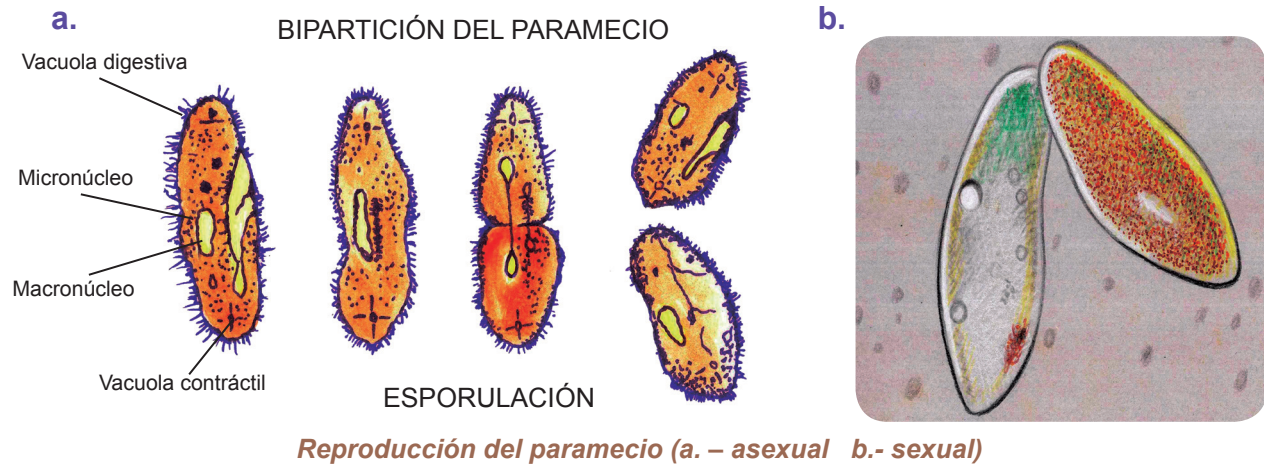 a.
BIPARTICIÓN DEL PARAMECIO
b.
Vacuola digestiva
Micronúcleo
Macronúcleo
Vacuola contráctil
ESPORULACIÓN
Reproducción del paramecio (a. – asexual b.- sexual)